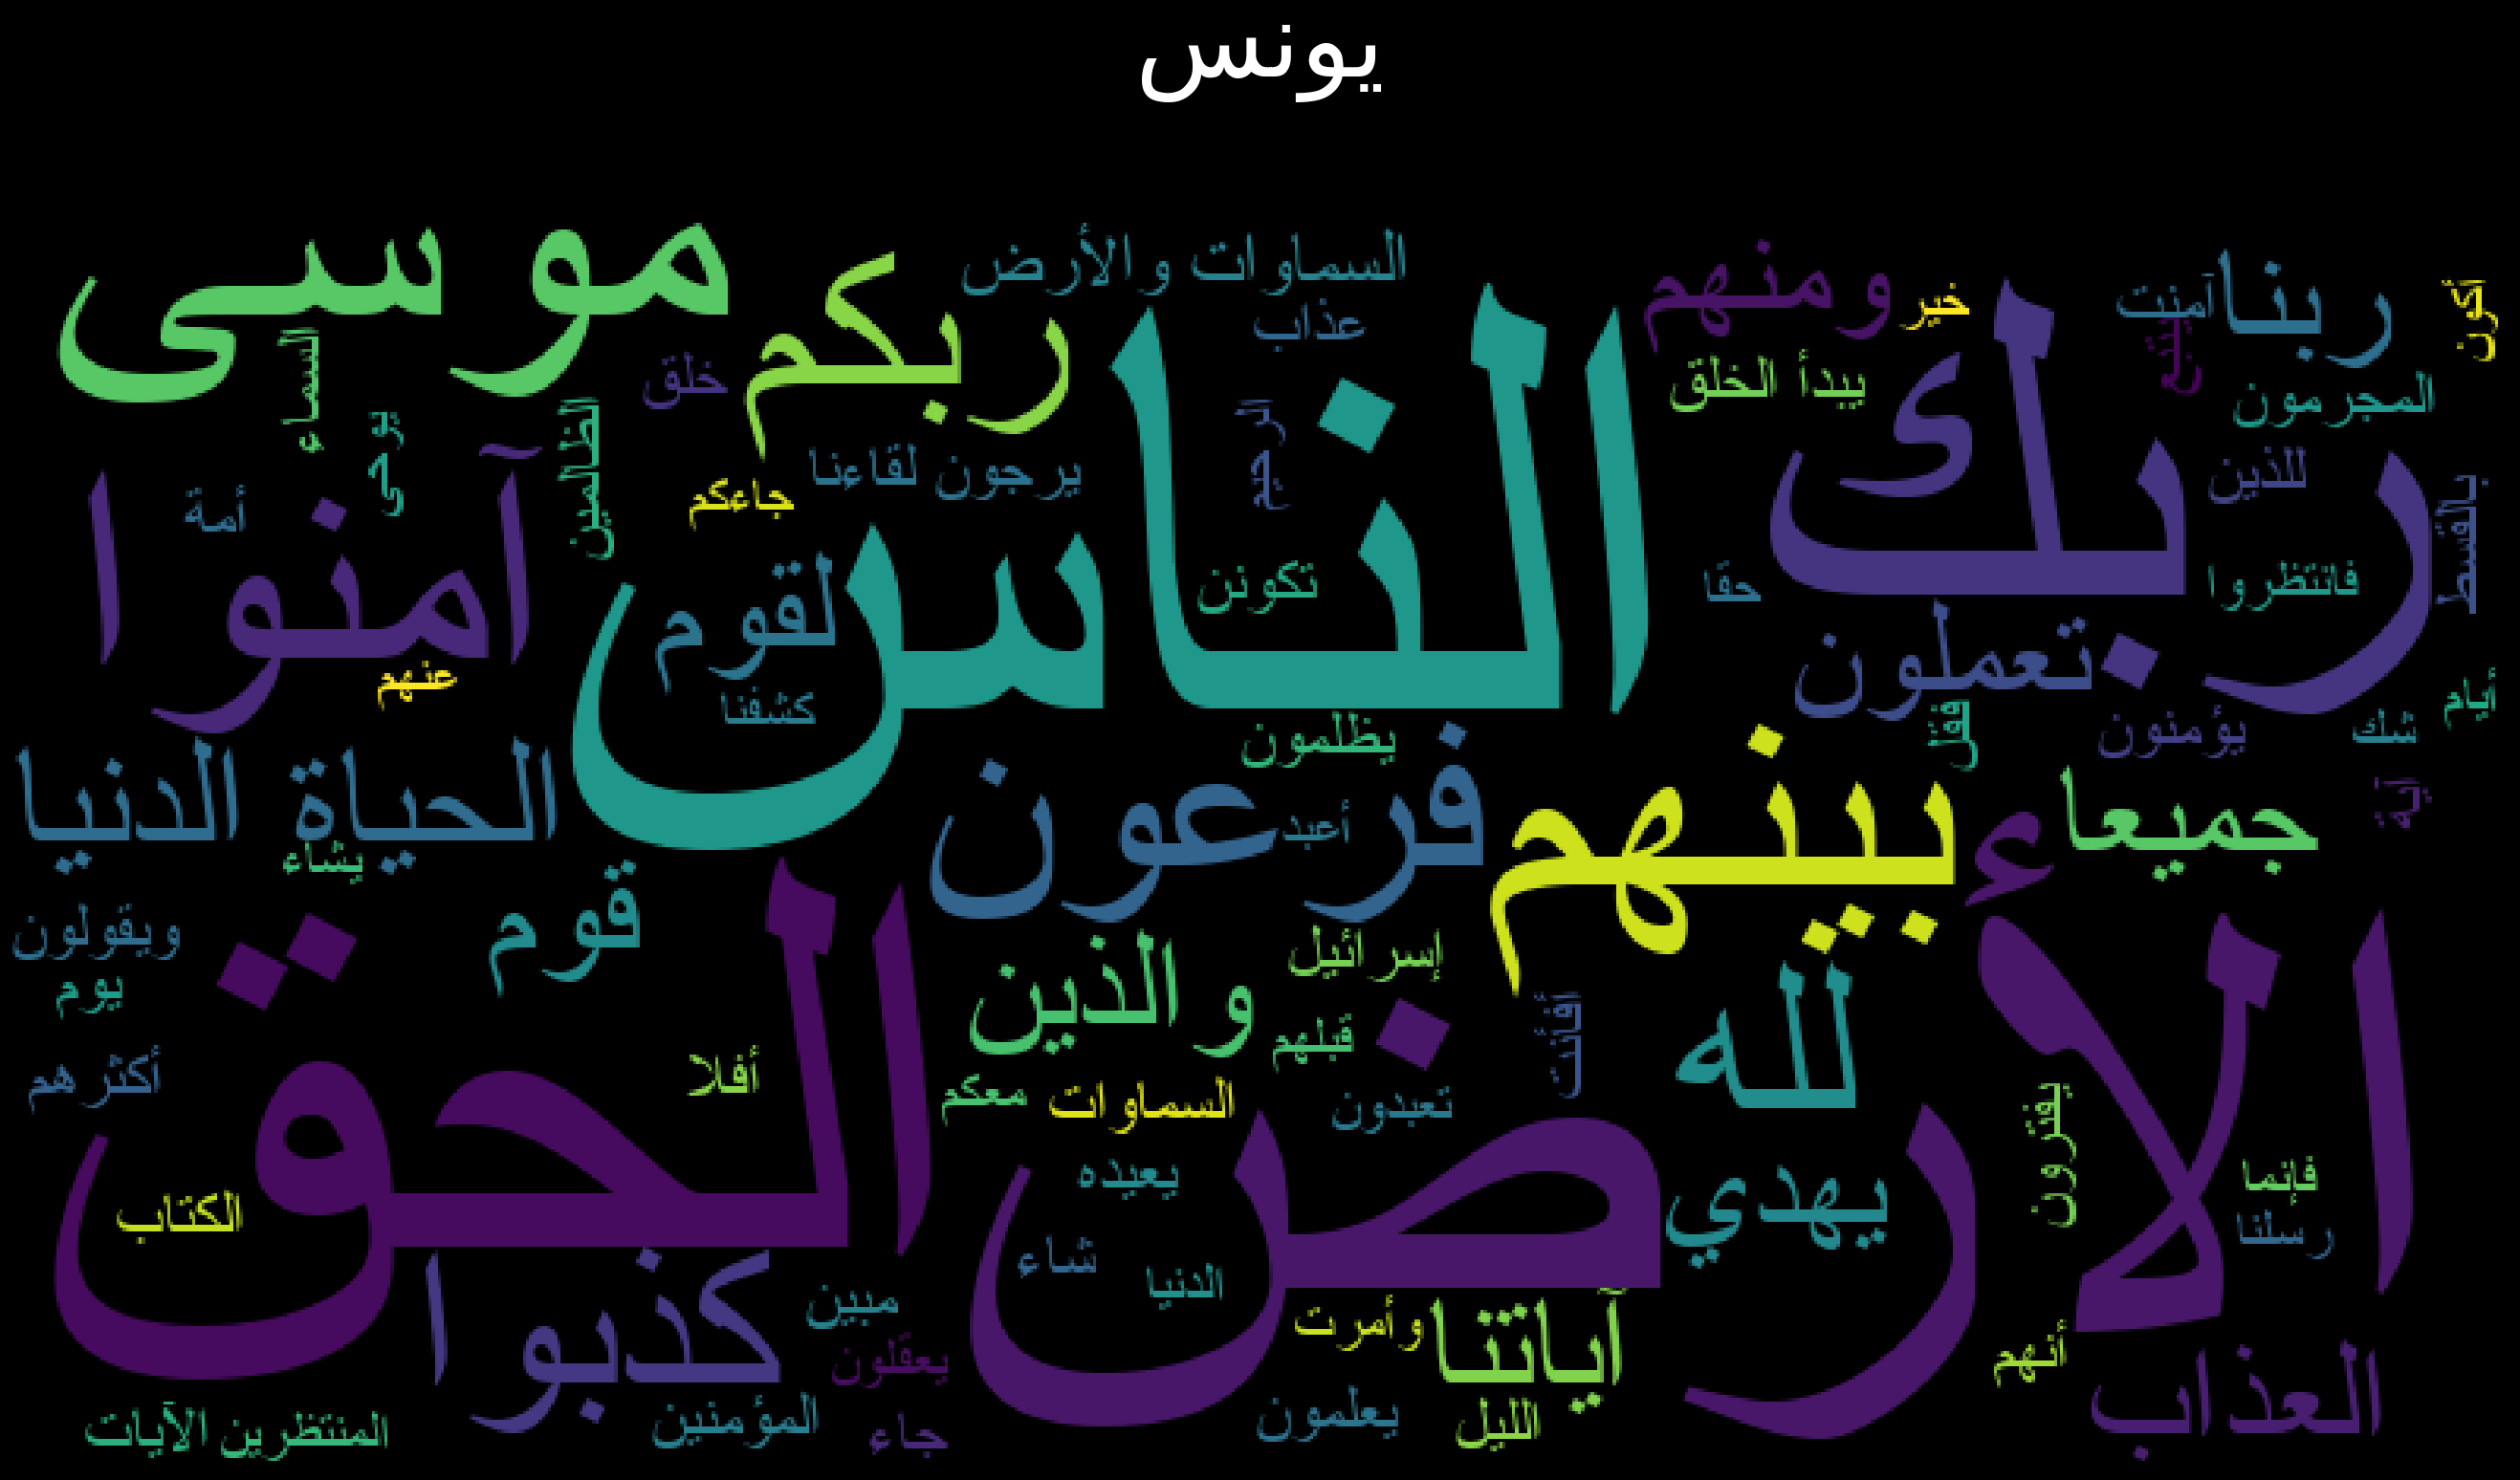 يونس
السماوات والأرض
موسى
ومنهم
خير
ربنا
آمنت
أكون
ربكم
عذاب
السماء
خلق
يبدأ الخلق
المجرمون
ربك
الناس
يوحى
الظالمين
يرجون لقاءنا
جاءكم
الرحيم
للذين
بالقسط
أمة
آمنوا
تكونن
حقا
فانتظروا
لقوم
تعملون
عنهم
كشفنا
أيام
يظلمون
فقل
يؤمنون
شك
الحياة الدنيا
فرعون
أعبد
بينهم
جميعا
آية
يشاء
قوم
ويقولون
يوم
والذين
إسرائيل
الأرض
لله
أفأنت
قبلهم
الحق
أكثرهم
أفلا
معكم
السماوات
تعبدون
يفترون
يعيده
يهدي
فإنما
رسلنا
الكتاب
شاء
الدنيا
كذبوا
مبين
وأمرت
آياتنا
أنهم
يعقلون
العذاب
المنتظرين الآيات
المؤمنين
جاء
يعلمون
الليل